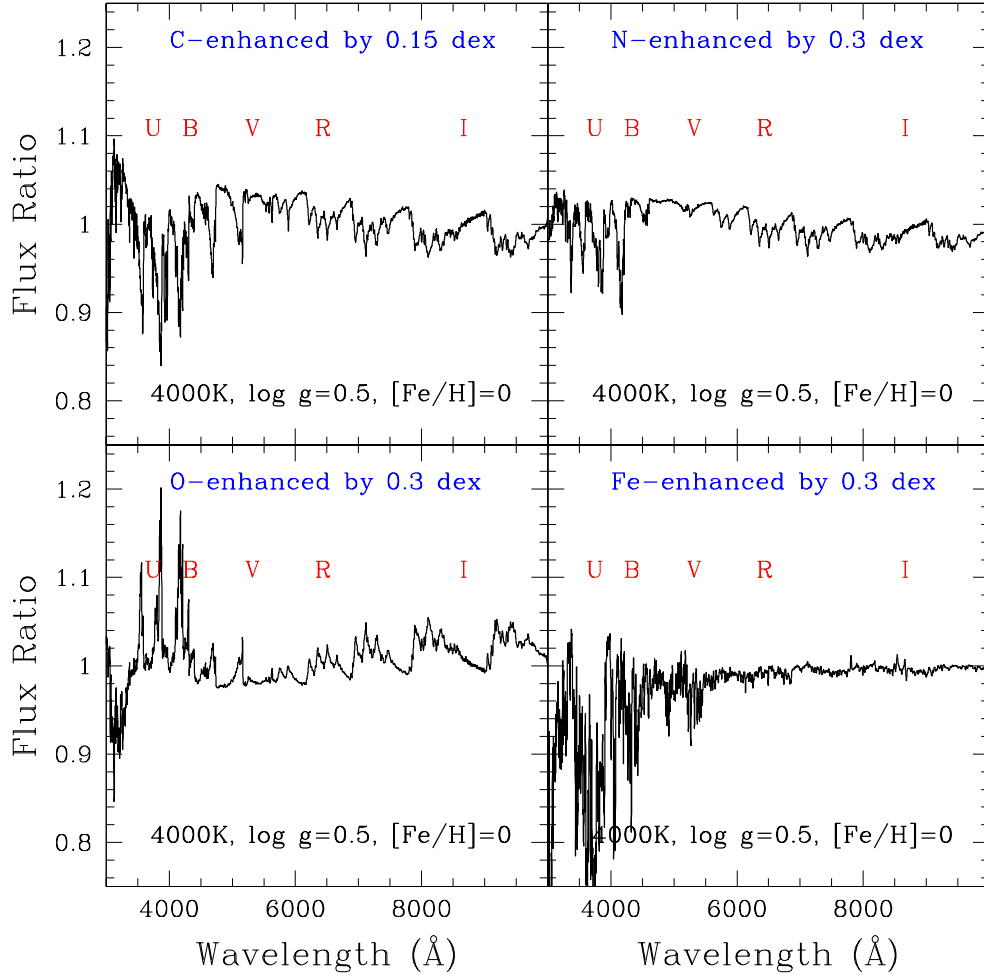 C-enhanced by 0.15 dex
N-enhanced by 0.3 dex
1.2
1.1
1
0.9
0.8
Flux Ratio
U B V R I
U B V R I
4000K, log g=0.5, [Fe/H]=0
4000K, log g=0.5, [Fe/H]=0
O-enhanced by 0.3 dex
Fe-enhanced by 0.3 dex
1.2
1.1
1
0.9
0.8
Flux Ratio
U B V R I
U B V R I
4000K, log g=0.5, [Fe/H]=0
4000K, log g=0.5, [Fe/H]=0
4000 6000 8000
4000 6000 8000
Wavelength (Å)
Wavelength (Å)